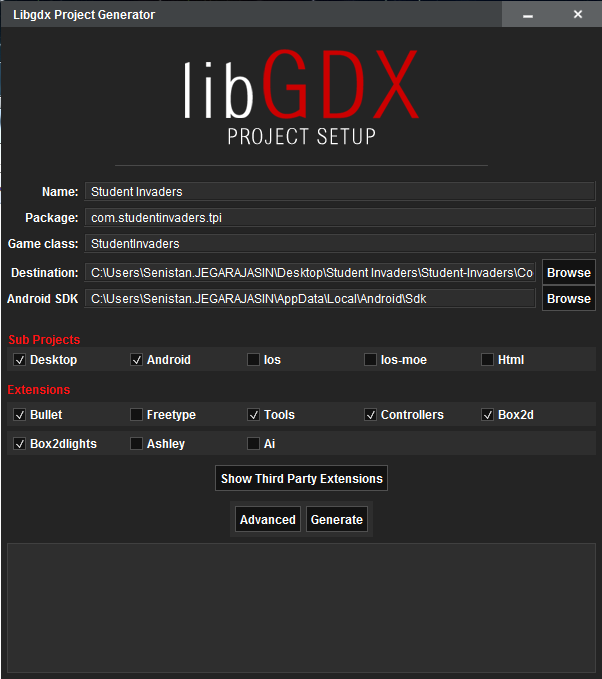 Libgdx Project Generator
libGDX
PROJECT SETUP
Name: Student Invaders
Package: com.studentinvaders.tpi
Game class: StudentInvaders
Destination: C:\Users\Senistan.JEGARAJASIN\Desktop\Student Invaders\Student-Invaders\Co Browse
Android SDK C:\Users\Senistan.JEGARAJASIN\AppData\Local\Android\Sdk Browse
Sub Projects
Desktop Android Ios Ios-moe Html
Extensions
Bullet Freetype Tools Controllers Box2d
Box2dlights Ashley Ai
Show Third Party Extensions
Advanced Generate